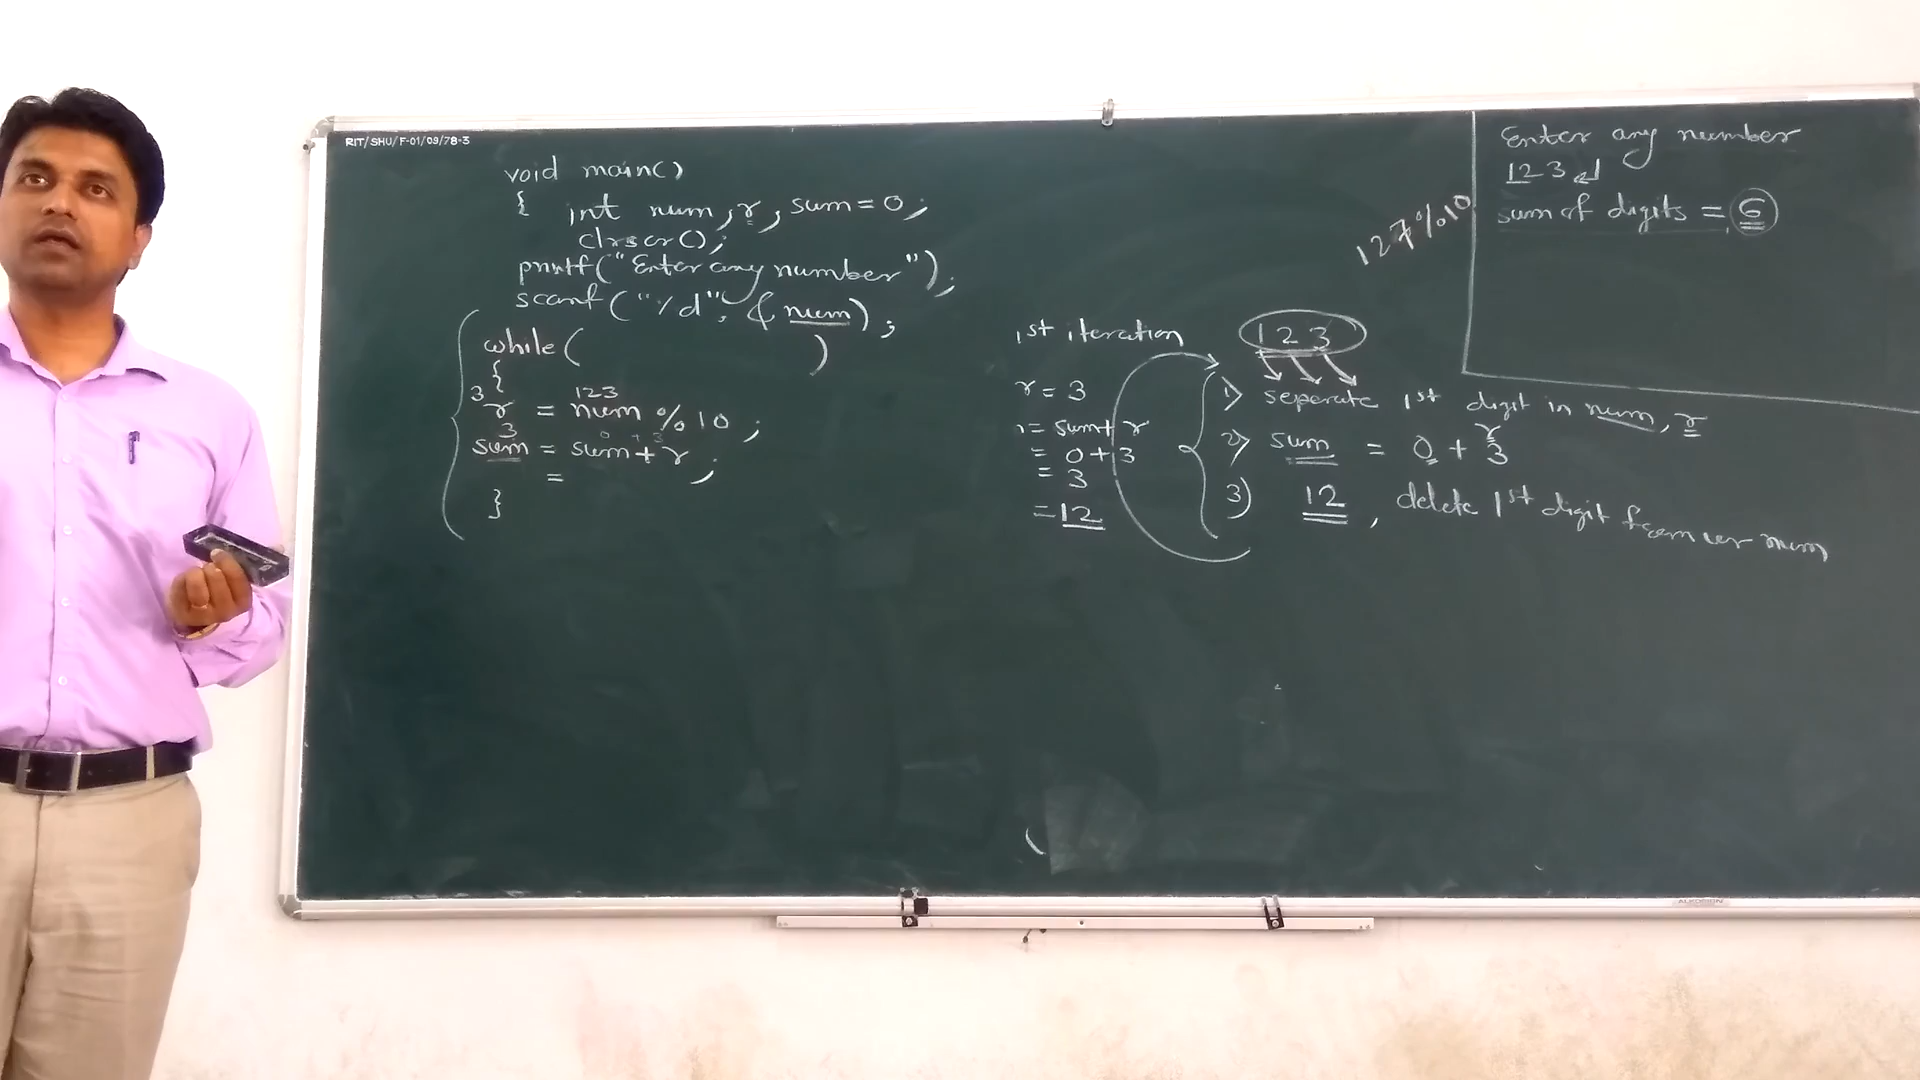 RIT/SHU/F-01/09/78-3
void main()
{ int num, r, sum=0;
clrscr();
printf("Enter any number");
scanf("%d", &num);
while( )
{
3 123
r = num % 10;
3 0 + 3
sum = sum + r;
=
}
1st iteration
r = 3
= sum + r
= 0 + 3
= 3
= 12
123
1) seperate 1st digit in num, r
r
2) sum = 0 + 3
3) 12, delete 1st digit from num
127%10
Enter any number
123
sum of digits = 6